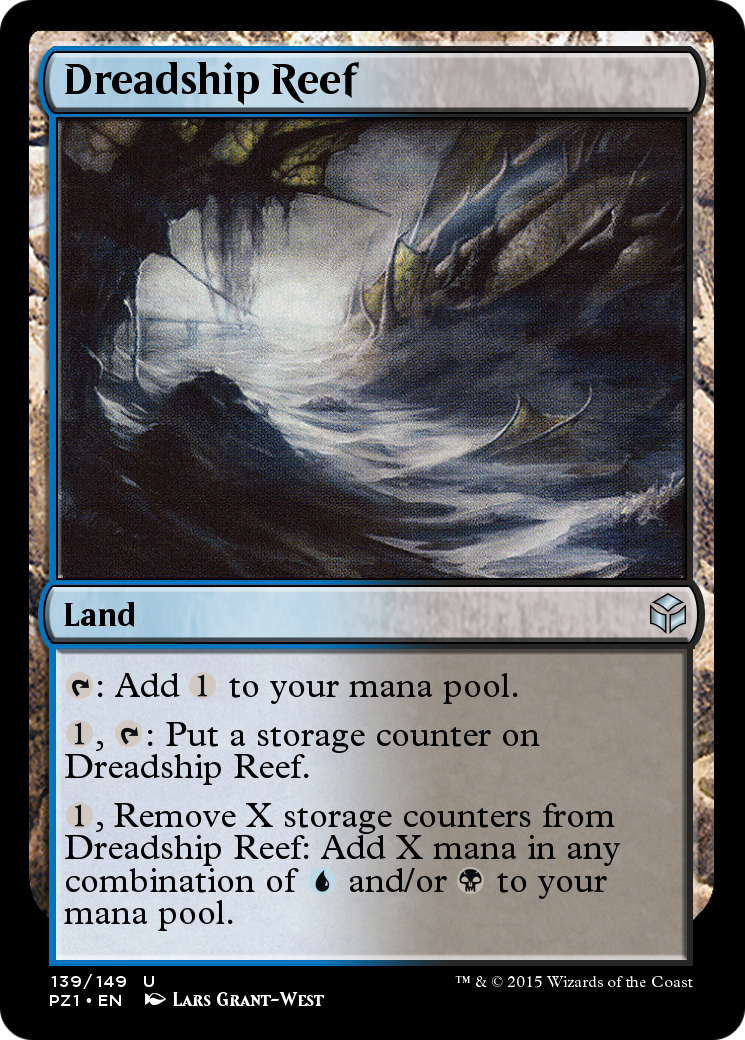 Dreadship Reef
Land
: Add 1 to your mana pool.
1, : Put a storage counter on
Dreadship Reef.
1, Remove X storage counters from
Dreadship Reef: Add X mana in any
combination of and/or to your
mana pool.
139/149 U
PZ1 • EN Lars Grant-West
™ & © 2015 Wizards of the Coast